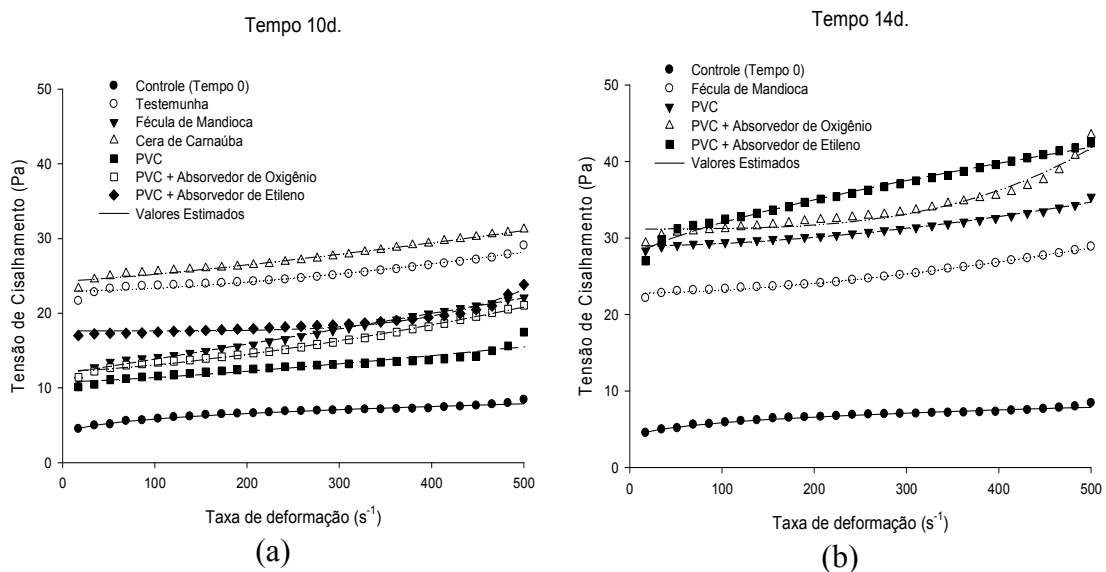 Tempo 10d.
Controle (Tempo 0)
Testemunha
Fécula de Mandioca
Cera de Carnaúba
PVC
PVC + Absorvedor de Oxigênio
PVC + Absorvedor de Etileno
Valores Estimados
Tensão de Cisalhamento (Pa)
50
40
30
20
10
0
0 100 200 300 400 500
Taxa de deformação (s⁻¹)
(a)
Tempo 14d.
Controle (Tempo 0)
Fécula de Mandioca
PVC
PVC + Absorvedor de Oxigênio
PVC + Absorvedor de Etileno
Valores Estimados
Tensão de Cisalhamento (Pa)
50
40
30
20
10
0
0 100 200 300 400 500
Taxa de deformação (s⁻¹)
(b)